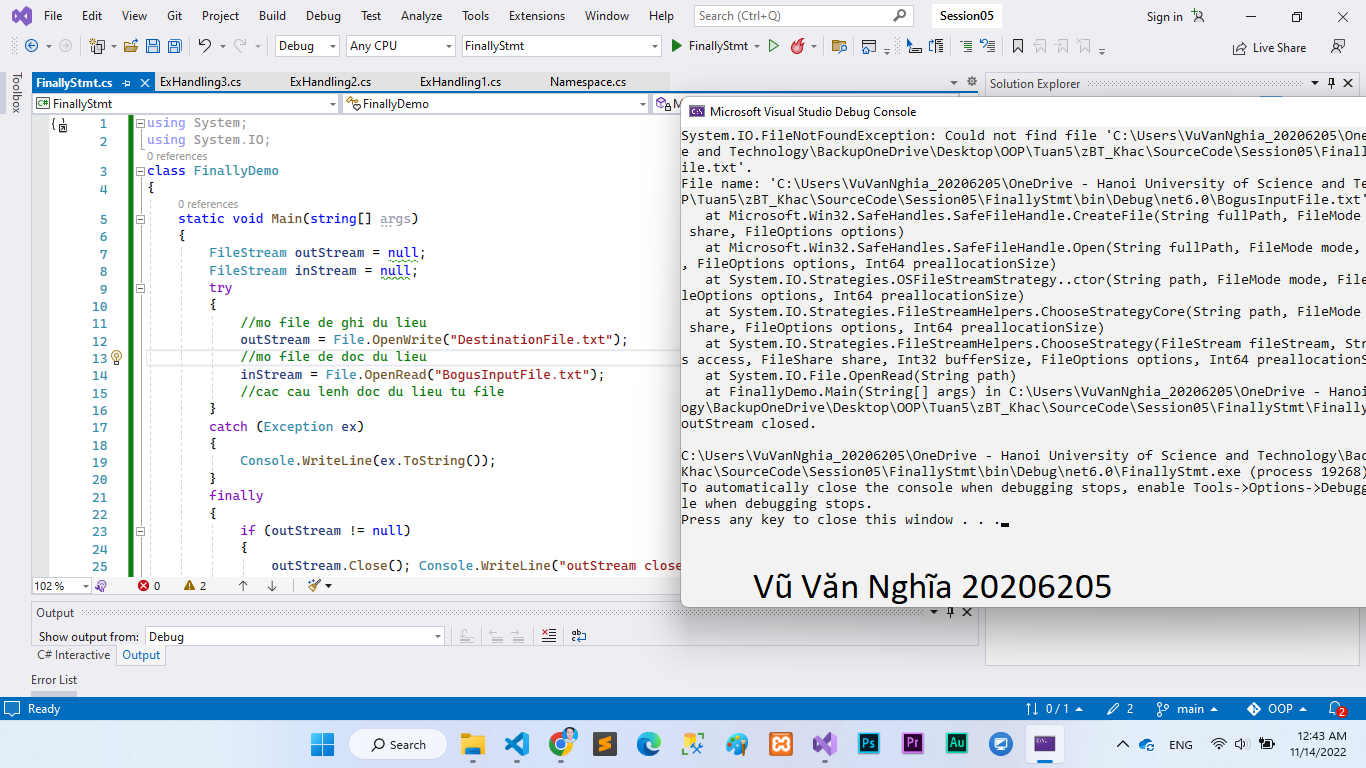 File Edit View Git Project Build Debug Test Analyze Tools Extensions Window Help Search (Ctrl+Q) Session05 Sign in
Debug Any CPU FinallyStmt FinallyStmt Live Share
Toolbox
FinallyStmt.cs ExHandling3.cs ExHandling2.cs ExHandling1.cs Namespace.cs Solution Explorer
FinallyStmt FinallyDemo M
1 using System;
2 using System.IO;
0 references
3 class FinallyDemo
4 {
0 references
5 static void Main(string[] args)
6 {
7 FileStream outStream = null;
8 FileStream inStream = null;
9 try
10 {
11 //mo file de ghi du lieu
12 outStream = File.OpenWrite("DestinationFile.txt");
13 //mo file de doc du lieu
14 inStream = File.OpenRead("BogusInputFile.txt");
15 //cac cau lenh doc du lieu tu file
16 }
17 catch (Exception ex)
18 {
19 Console.WriteLine(ex.ToString());
20 }
21 finally
22 {
23 if (outStream != null)
24 {
25 outStream.Close(); Console.WriteLine("outStream close
102 % 0 2
Microsoft Visual Studio Debug Console
System.IO.FileNotFoundException: Could not find file 'C:\Users\VuVanNghia_20206205\One
e and Technology\BackupOneDrive\Desktop\OOP\Tuan5\zBT_Khac\SourceCode\Session05\Finall
ile.txt'.
File name: 'C:\Users\VuVanNghia_20206205\OneDrive - Hanoi University of Science and Te
P\Tuan5\zBT_Khac\SourceCode\Session05\FinallyStmt\bin\Debug\net6.0\BogusInputFile.txt'
at Microsoft.Win32.SafeHandles.SafeFileHandle.CreateFile(String fullPath, FileMode
share, FileOptions options)
at Microsoft.Win32.SafeHandles.SafeFileHandle.Open(String fullPath, FileMode mode,
, FileOptions options, Int64 preallocationSize)
at System.IO.Strategies.OSFileStreamStrategy..ctor(String path, FileMode mode, Fil
leOptions options, Int64 preallocationSize)
at System.IO.Strategies.FileStreamHelpers.ChooseStrategyCore(String path, FileMode
share, FileOptions options, Int64 preallocationSize)
at System.IO.Strategies.FileStreamHelpers.ChooseStrategy(FileStream fileStream, Str
s access, FileShare share, Int32 bufferSize, FileOptions options, Int64 preallocationS
at System.IO.File.OpenRead(String path)
at FinallyDemo.Main(String[] args) in C:\Users\VuVanNghia_20206205\OneDrive - Hanoi
ogy\BackupOneDrive\Desktop\OOP\Tuan5\zBT_Khac\SourceCode\Session05\FinallyStmt\Finally
outStream closed.
C:\Users\VuVanNghia_20206205\OneDrive - Hanoi University of Science and Technology\Bac
Khac\SourceCode\Session05\FinallyStmt\bin\Debug\net6.0\FinallyStmt.exe (process 19268)
To automatically close the console when debugging stops, enable Tools->Options->Debugg
le when debugging stops.
Press any key to close this window . . .
Vũ Văn Nghĩa 20206205
Output
Show output from: Debug
C# Interactive Output
Error List
Ready 0 / 1 2 main OOP 2
Search Ps Pr Au ENG 12:43 AM
11/14/2022